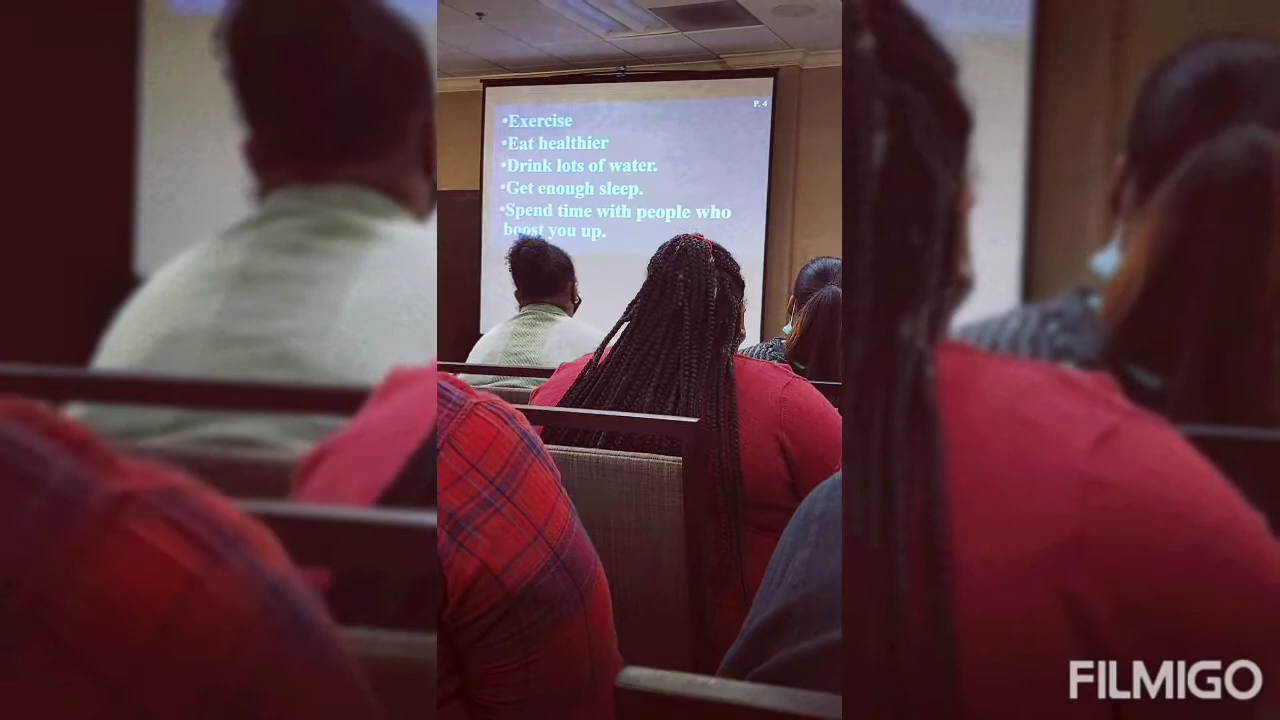 P. 4
•Exercise
•Eat healthier
•Drink lots of water.
•Get enough sleep.
•Spend time with people who
boost you up.
FILMIGO